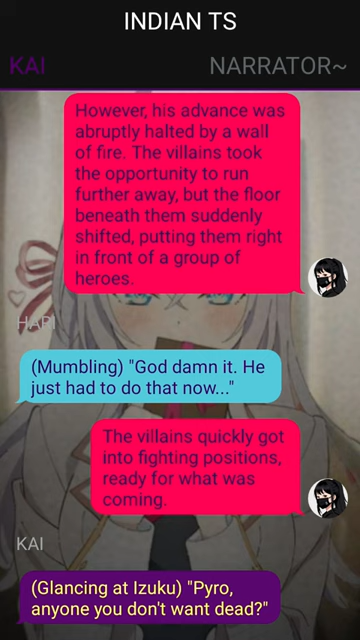 INDIAN TS
KAI NARRATOR~
However, his advance was
abruptly halted by a wall
of fire. The villains took
the opportunity to run
further away, but the floor
beneath them suddenly
shifted, putting them right
in front of a group of
heroes.
HARI
(Mumbling) "God damn it. He
just had to do that now..."
The villains quickly got
into fighting positions,
ready for what was
coming.
KAI
(Glancing at Izuku) "Pyro,
anyone you don't want dead?"